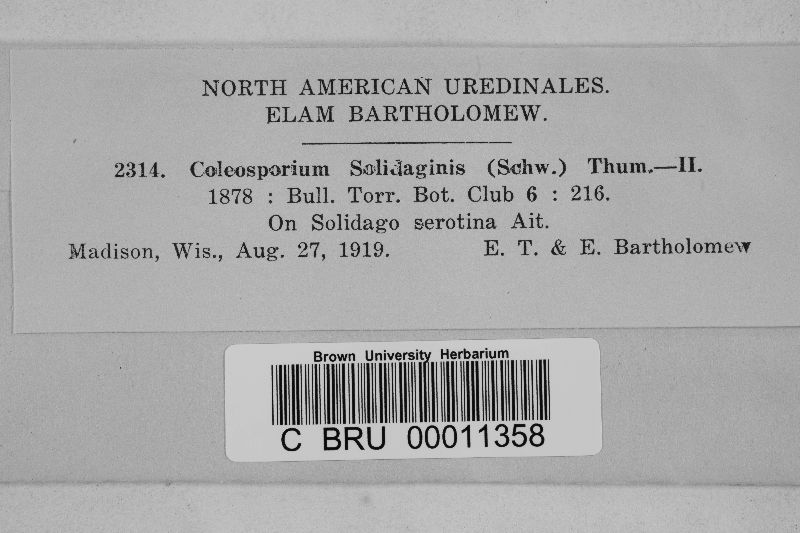 NORTH AMERICAN UREDINALES.
ELAM BARTHOLOMEW.
2314. Coleosporium Solidaginis (Schw.) Thum.—II.
1878 : Bull. Torr. Bot. Club 6 : 216.
On Solidago serotina Ait.
Madison, Wis., Aug. 27, 1919. E. T. & E. Bartholomew
Brown University Herbarium
C BRU 00011358